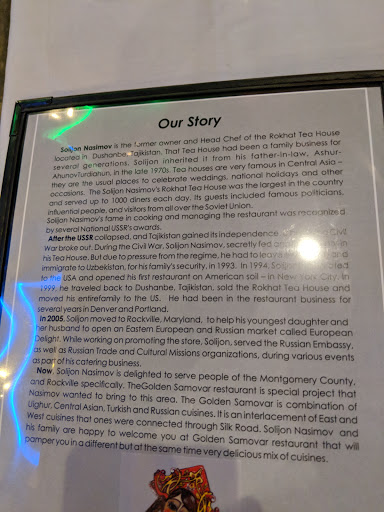 Our Story
Solijon Nasimov is the former owner and Head Chef of the Rokhat Tea House
located in Dushanbe, Tajikistan. That Tea House had been a family business for
several generations. Solijon inherited it from his father-in-law, Ashur-
AhunovTurdianun, in the late 1970s. Tea houses are very famous in Central Asia –
they are the usual places to celebrate weddings, national holidays and other
occasions. The Solijon Nasimov's Rokhat Tea House was the largest in the country
and served up to 1000 diners each day. Its guests included famous politicians,
influential people, and visitors from all over the Soviet Union.
Solijon Nasimov's fame in cooking and managing the restaurant was recognized
by several National USSR's awards.
After the USSR collapsed, and Tajikistan gained its independence, Civil
War broke out. During the Civil War, Solijon Nasimov, secretly fed
his Tea House. But due to pressure from the regime, he had to
immigrate to Uzbekistan, for his family's security, in 1993. In 1994,
to the USA and opened his first restaurant on American soil – in New York City. In
1999, he traveled back to Dushanbe, Tajikistan, sold the Rokhat Tea House and
moved his entirefamily to the US. He had been in the restaurant business for
several years in Denver and Portland.
In 2005, Solijon moved to Rockville, Maryland, to help his youngest daughter and
her husband to open an Eastern European and Russian market called European
Delight. While working on promoting the store, Solijon, served the Russian Embassy,
as well as Russian Trade and Cultural Missions organizations, during various events
as part of his catering business.
Now, Solijon Nasimov is delighted to serve people of the Montgomery County,
and Rockville specifically. TheGolden Samovar restaurant is special project that
Nasimov wanted to bring to this area. The Golden Samovar is combination of
Uighur, Central Asian, Turkish and Russian cuisines. It is an interlacement of East and
West cuisines that ones were connected through Silk Road. Solijon Nasimov and
his family are happy to welcome you at Golden Samovar restaurant that will
pamper you in a different but at the same time very delicious mix of cuisines.